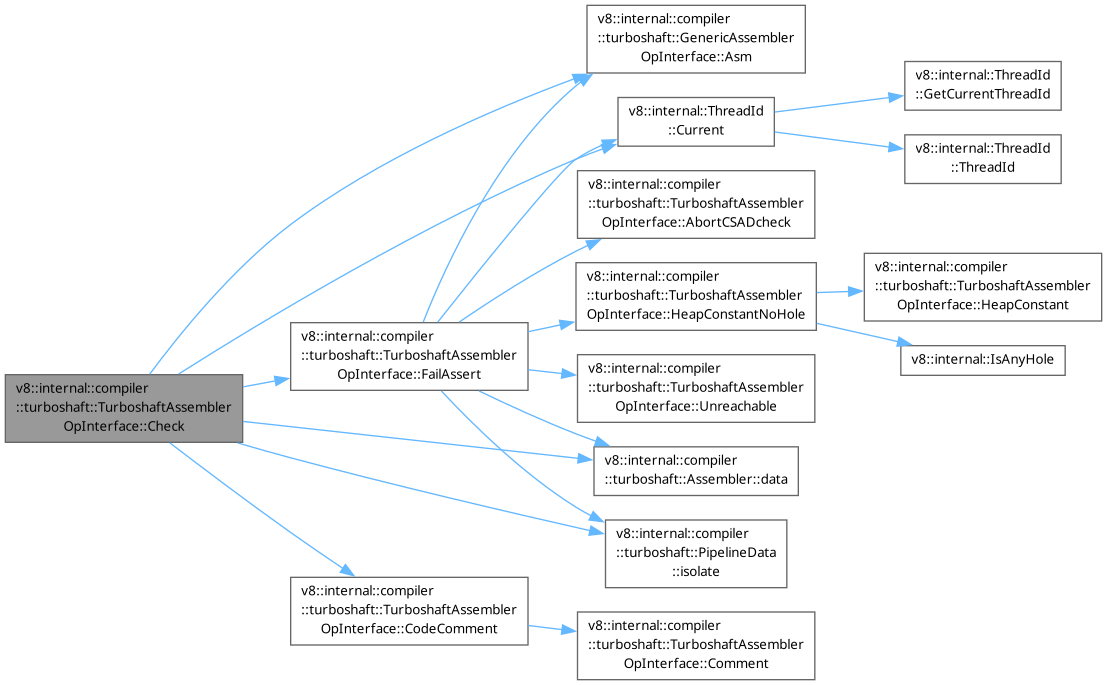 v8::internal::compiler
::turboshaft::GenericAssembler
OpInterface::Asm
v8::internal::ThreadId
::GetCurrentThreadId
v8::internal::ThreadId
::Current
v8::internal::ThreadId
::ThreadId
v8::internal::compiler
::turboshaft::TurboshaftAssembler
OpInterface::AbortCSADcheck
v8::internal::compiler
::turboshaft::TurboshaftAssembler
OpInterface::HeapConstantNoHole
v8::internal::compiler
::turboshaft::TurboshaftAssembler
OpInterface::HeapConstant
v8::internal::compiler
::turboshaft::TurboshaftAssembler
OpInterface::FailAssert
v8::internal::IsAnyHole
v8::internal::compiler
::turboshaft::TurboshaftAssembler
OpInterface::Unreachable
v8::internal::compiler
::turboshaft::TurboshaftAssembler
OpInterface::Check
v8::internal::compiler
::turboshaft::Assembler::data
v8::internal::compiler
::turboshaft::PipelineData
::isolate
v8::internal::compiler
::turboshaft::TurboshaftAssembler
OpInterface::CodeComment
v8::internal::compiler
::turboshaft::TurboshaftAssembler
OpInterface::Comment